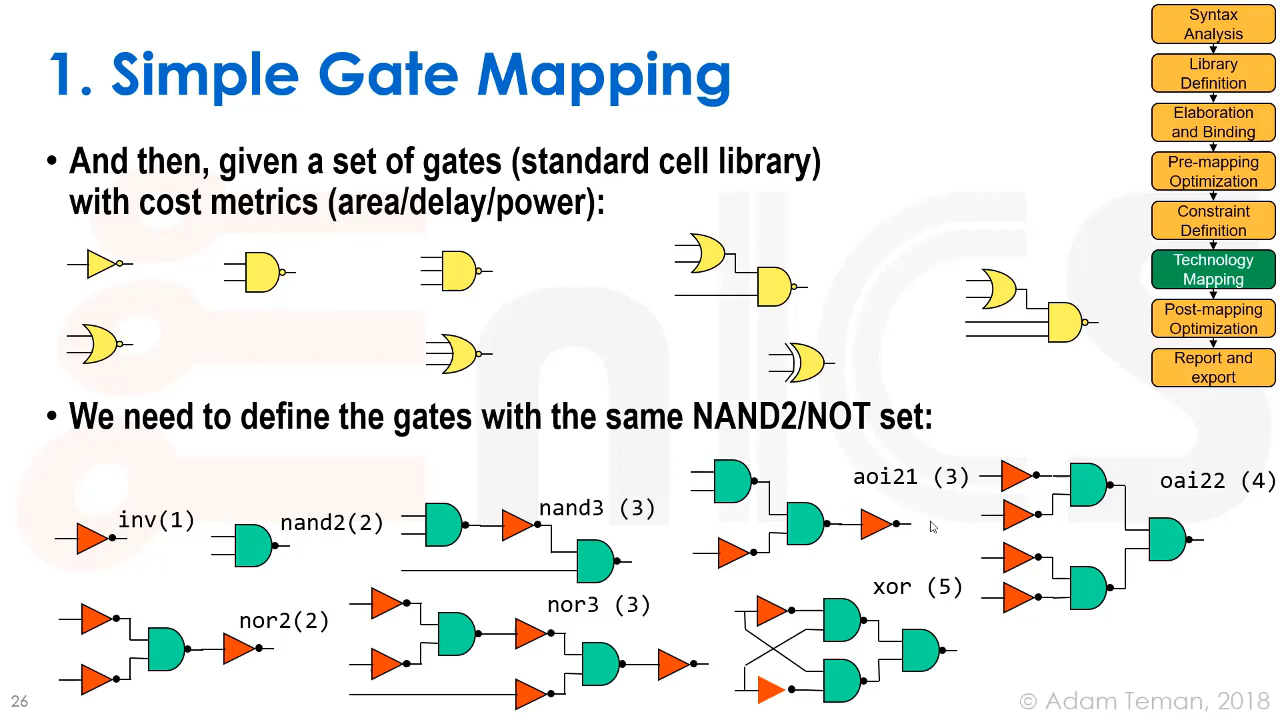 1. Simple Gate Mapping
• And then, given a set of gates (standard cell library)
with cost metrics (area/delay/power):
• We need to define the gates with the same NAND2/NOT set:
inv(1)
nand2(2)
nand3 (3)
aoi21 (3)
oai22 (4)
nor2(2)
nor3 (3)
xor (5)
Syntax
Analysis
Library
Definition
Elaboration
and Binding
Pre-mapping
Optimization
Constraint
Definition
Technology
Mapping
Post-mapping
Optimization
Report and
export
EnICS
26
© Adam Teman, 2018